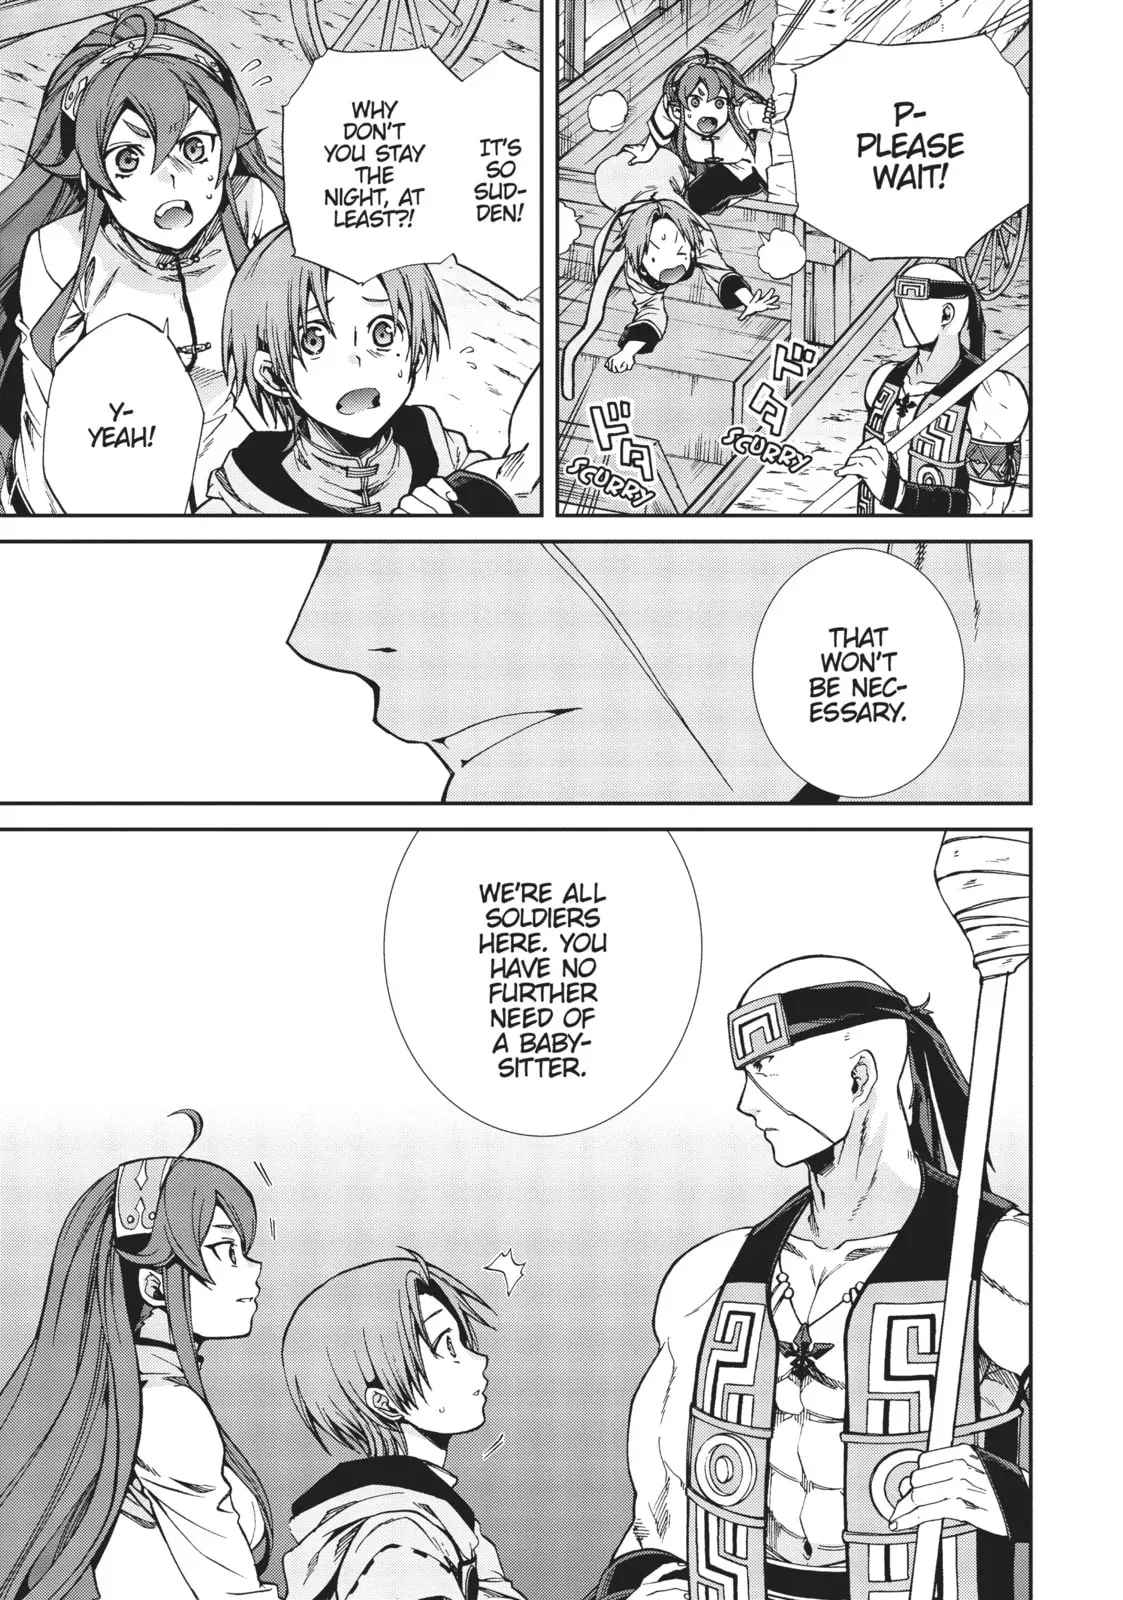 P-
PLEASE
WAIT!
ドタ
SCURRY
ドタ
SCURRY
IT'S
SO
SUD-
DEN!
WHY
DON'T
YOU STAY
THE
NIGHT, AT
LEAST?!
Y-
YEAH!
THAT
WON'T
BE NEC-
ESSARY.
WE'RE ALL
SOLDIERS
HERE. YOU
HAVE NO
FURTHER
NEED OF
A BABY-
SITTER.